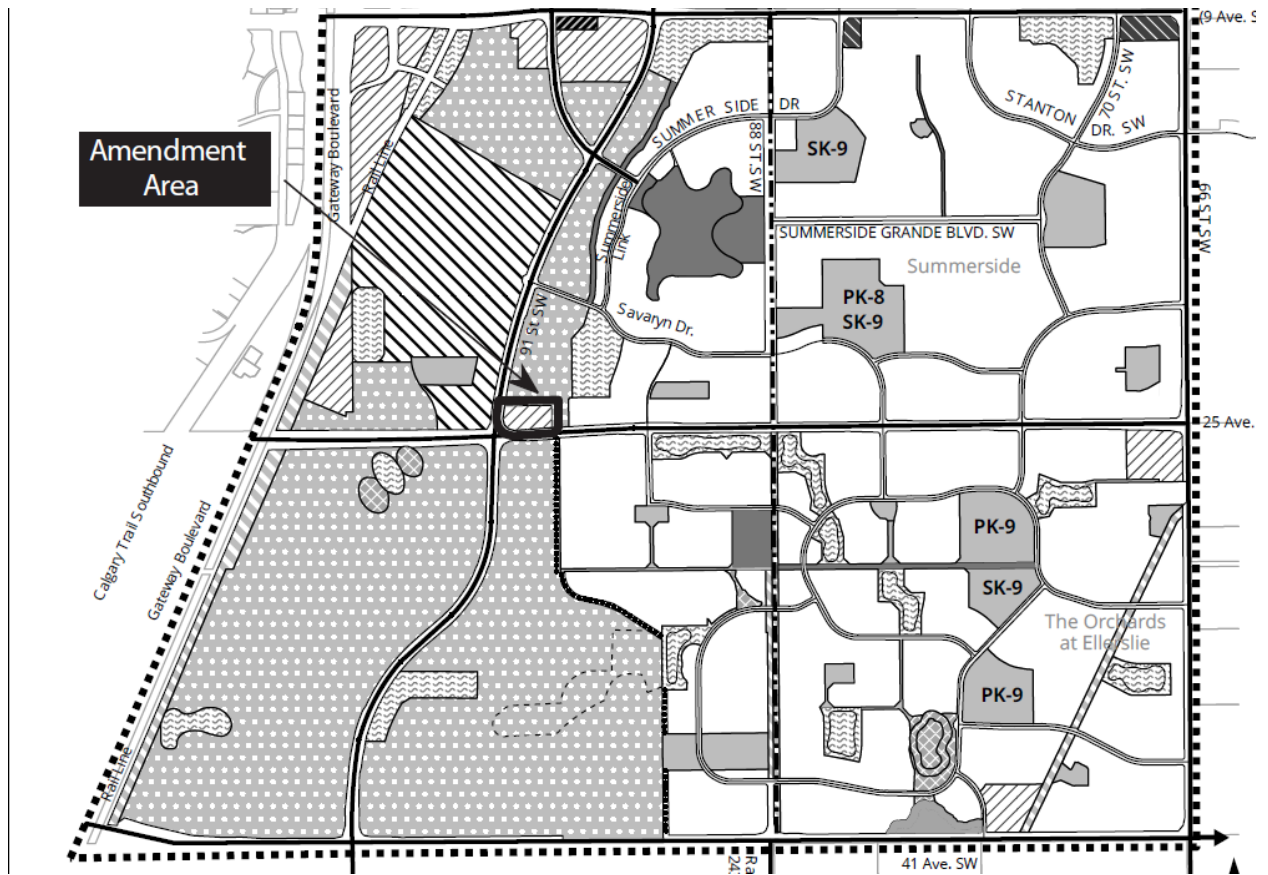 (9 Ave. S
Amendment
Area
Gateway Boulevard
Rail Line
SUMMER SIDE DR
88 ST. SW
STANTON
DR. SW
70 ST. SW
66 ST. SW
SK-9
Summerside
Link
SUMMERSIDE GRANDE BLVD. SW
Summerside
PK-8
SK-9
Savaryn Dr.
91 St SW
25 Ave.
Calgary Trail Southbound
Gateway Boulevard
PK-9
SK-9
The Orchards
at Ellerslie
PK-9
Rail Line
Ra
41 Ave. SW